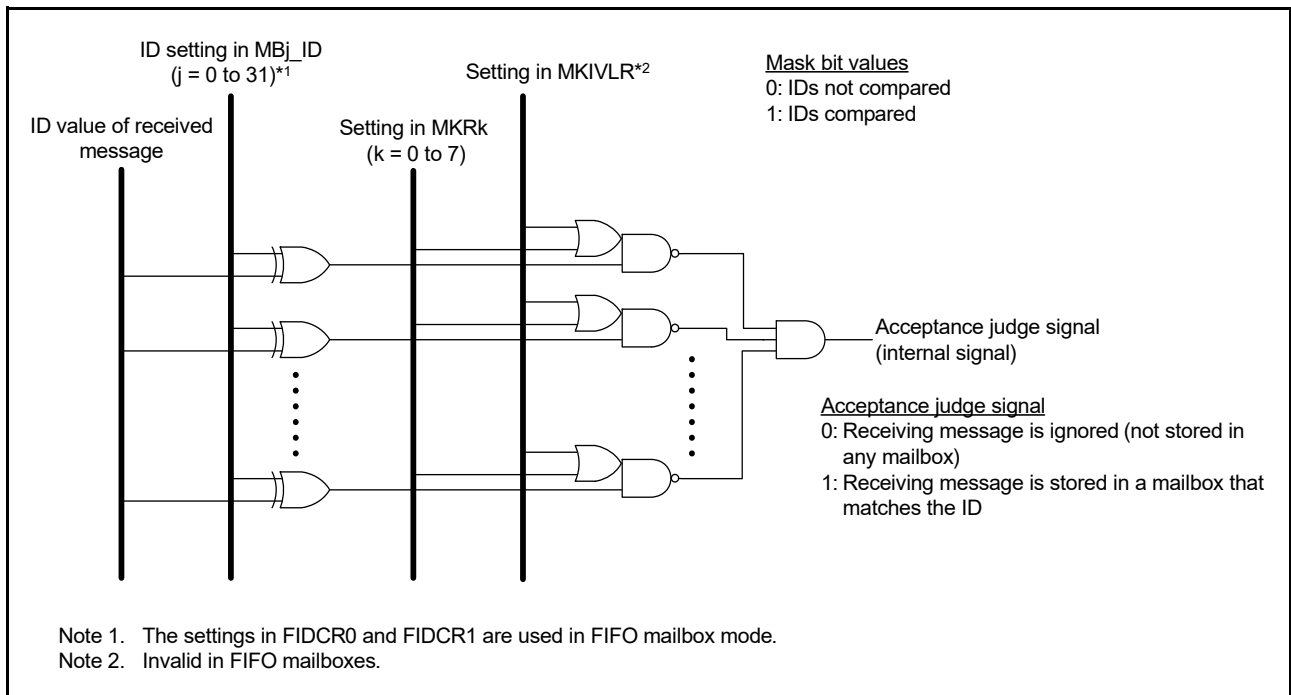 ID setting in MBj_ID
(j = 0 to 31)*1
Setting in MKIVLR*2
Mask bit values
0: IDs not compared
1: IDs compared
ID value of received
message
Setting in MKRk
(k = 0 to 7)
Acceptance judge signal
(internal signal)
Acceptance judge signal
0: Receiving message is ignored (not stored in
any mailbox)
1: Receiving message is stored in a mailbox that
matches the ID
Note 1. The settings in FIDCR0 and FIDCR1 are used in FIFO mailbox mode.
Note 2. Invalid in FIFO mailboxes.